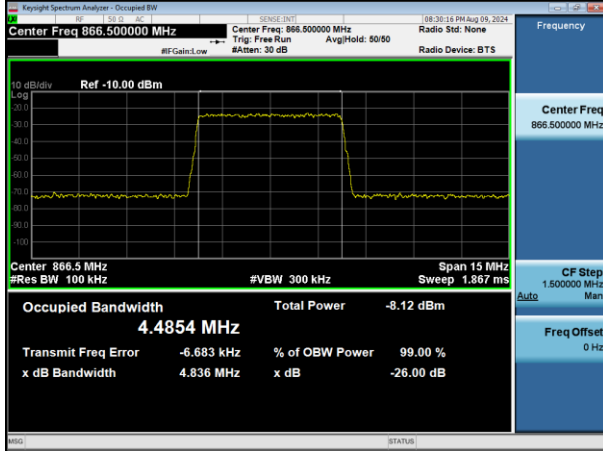 Keysight Spectrum Analyzer - Occupied BW
RF 50 Ω AC SENSE:INT 08:30:16 PM Aug 09, 2024
Center Freq 866.500000 MHz Center Freq: 866.500000 MHz Radio Std: None
Trig: Free Run Avg|Hold: 50/50
#IFGain:Low #Atten: 30 dB Radio Device: BTS
10 dB/div Ref -10.00 dBm
Log
-20.0
-30.0
-40.0
-50.0
-60.0
-70.0
-80.0
-90.0
-100
Center 866.5 MHz Span 15 MHz
#Res BW 100 kHz #VBW 300 kHz Sweep 1.867 ms
Occupied Bandwidth Total Power -8.12 dBm
4.4854 MHz
Transmit Freq Error -6.683 kHz % of OBW Power 99.00 %
x dB Bandwidth 4.836 MHz x dB -26.00 dB
MSG STATUS
Frequency
Center Freq
866.500000 MHz
CF Step
1.500000 MHz
Auto Man
Freq Offset
0 Hz